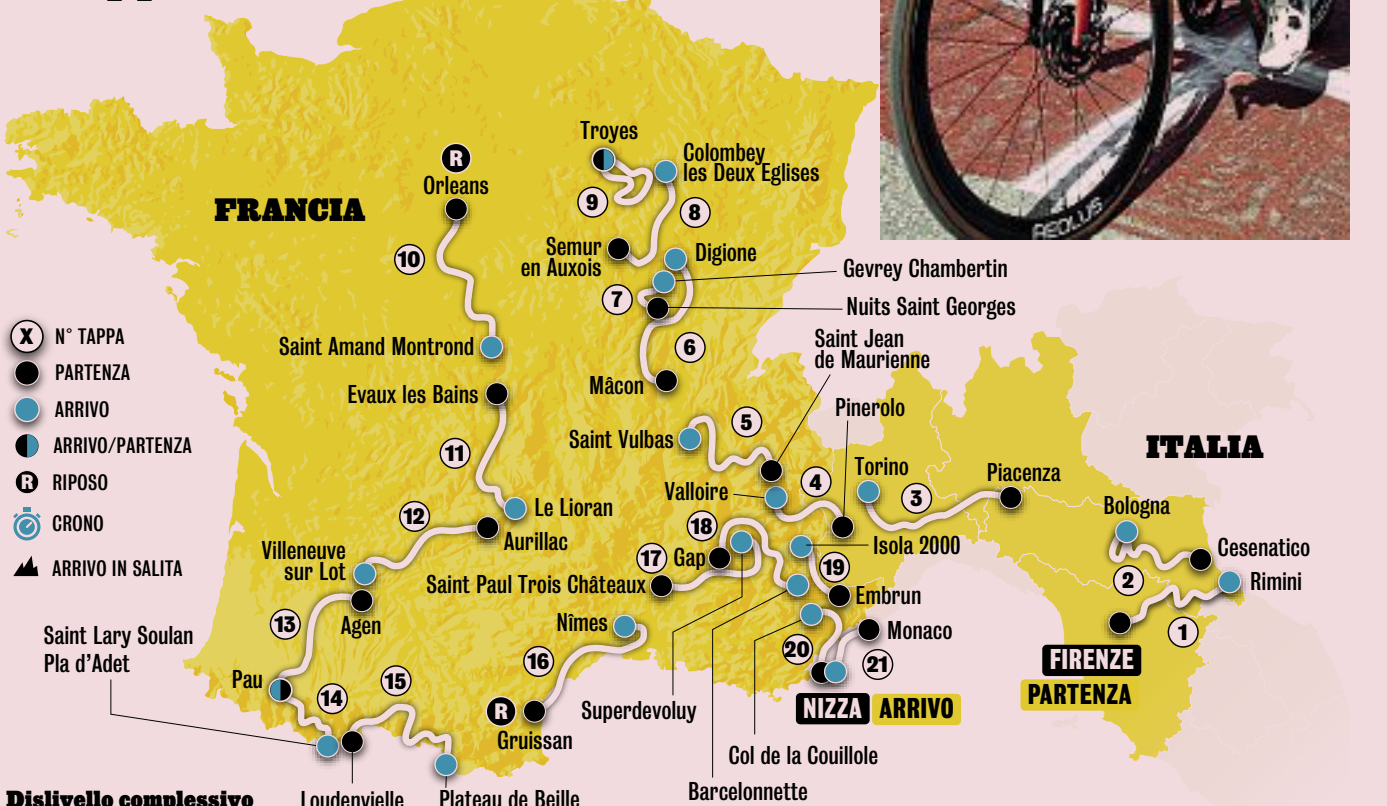 AEOLUS
FRANCIA
ITALIA
X N° TAPPA
PARTENZA
ARRIVO
ARRIVO/PARTENZA
R RIPOSO
CRONO
ARRIVO IN SALITA
R
Orleans
10
Saint Amand Montrond
Evaux les Bains
11
Le Lioran
12
Aurillac
Villeneuve
sur Lot
13
Agen
Saint Lary Soulan
Pla d'Adet
Pau
14
15
Loudenvielle
Plateau de Beille
Troyes
9
Colombey
les Deux Eglises
8
Semur
en Auxois
Digione
7
Gevrey Chambertin
Nuits Saint Georges
6
Mâcon
Saint Jean
de Maurienne
5
Saint Vulbas
Pinerolo
Valloire
4
Torino
3
Piacenza
Bologna
Cesenatico
2
Rimini
1
FIRENZE
PARTENZA
18
17
Gap
Saint Paul Trois Châteaux
Isola 2000
19
Embrun
Nîmes
16
R
Gruissan
Superdevoluy
20
Monaco
21
NIZZA ARRIVO
Col de la Couillole
Barcelonnette
Dislivello complessivo